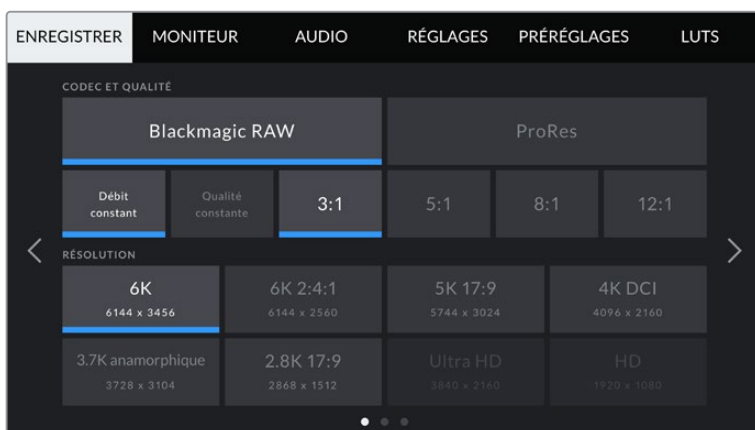 ENREGISTRER MONITEUR AUDIO RÉGLAGES PRÉRÉGLAGES LUTS
CODEC ET QUALITÉ
Blackmagic RAW ProRes
Débit constant Qualité constante 3:1 5:1 8:1 12:1
RÉSOLUTION
6K 6K 2:4:1 5K 17:9 4K DCI
6144 x 3456 6144 x 2560 5744 x 3024 4096 x 2160
3.7K anamorphique 2.8K 17:9 Ultra HD HD
3728 x 3104 2868 x 1512 3840 x 2160 1920 x 1080